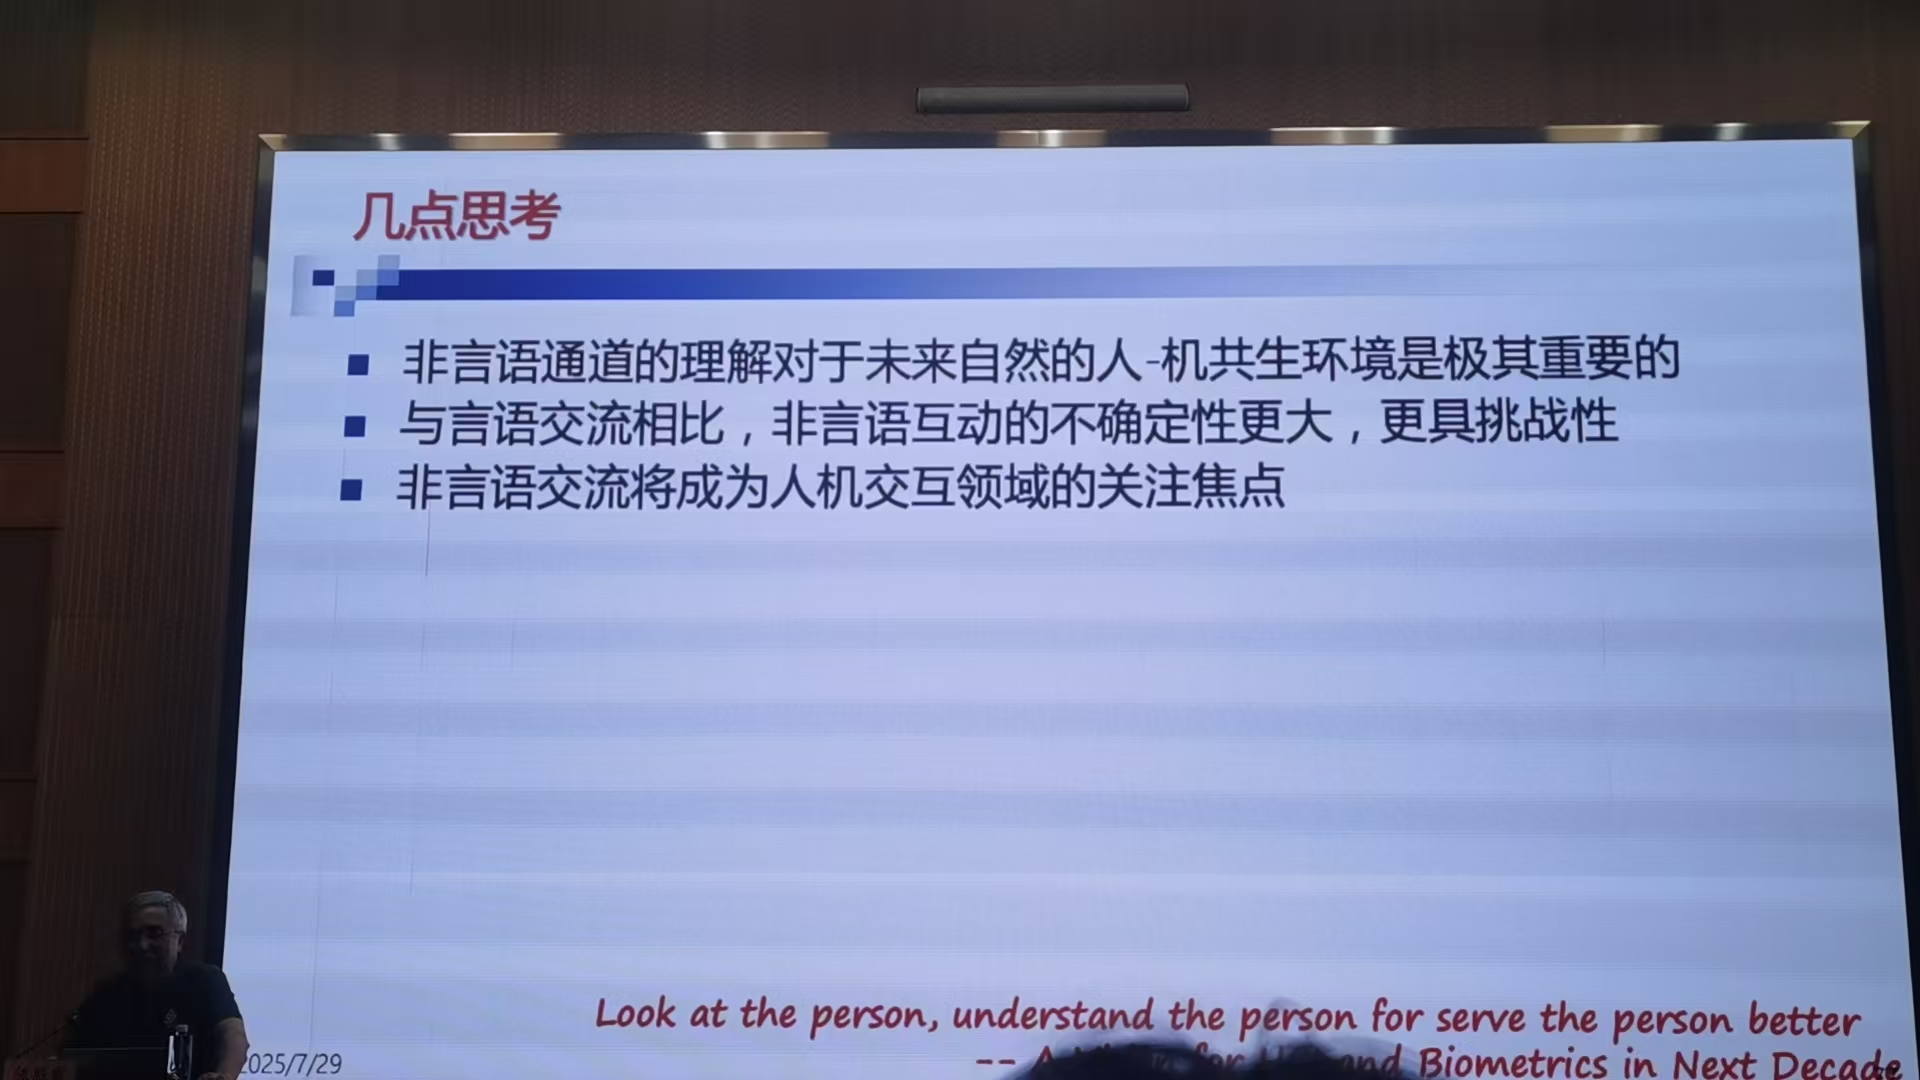 几点思考
非言语通道的理解对于未来自然的人-机共生环境是极其重要的
与言语交流相比，非言语互动的不确定性更大，更具挑战性
非言语交流将成为人机交互领域的关注焦点
Look at the person, understand the person for serve the person better
-- A for and Biometrics in Next Decade
2025/7/29